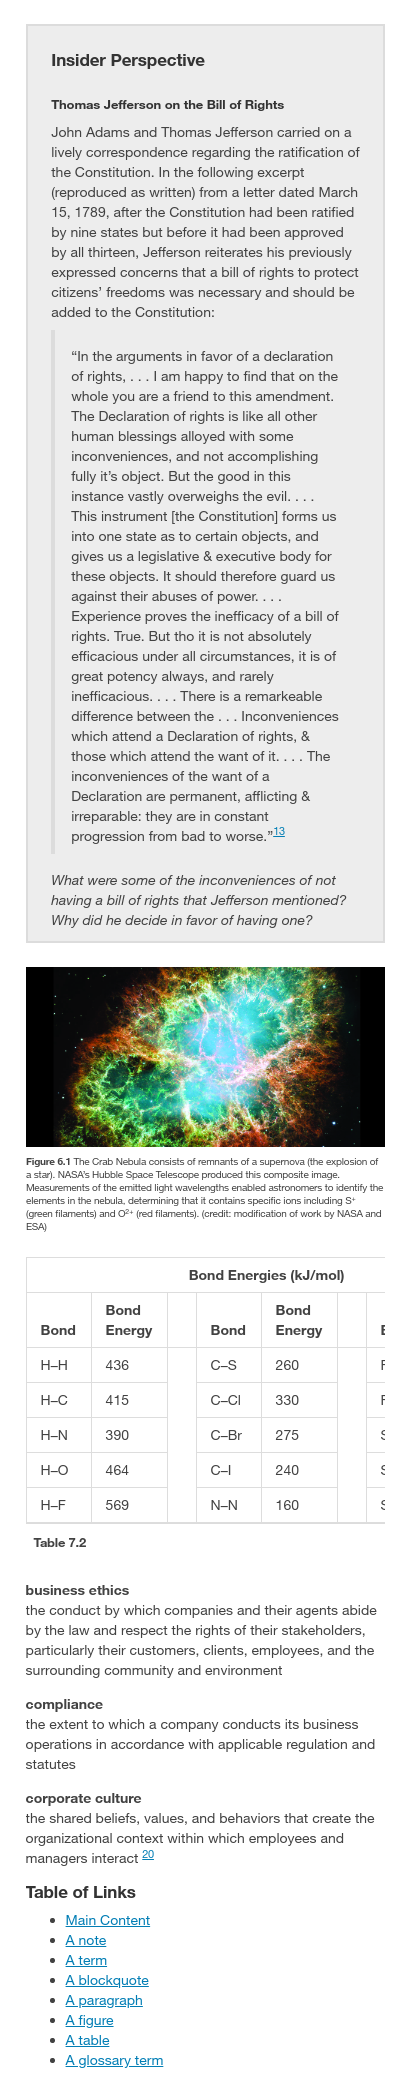 Insider Perspective
Thomas Jefferson on the Bill of Rights
John Adams and Thomas Jefferson carried on a
lively correspondence regarding the ratification of
the Constitution. In the following excerpt
(reproduced as written) from a letter dated March
15, 1789, after the Constitution had been ratified
by nine states but before it had been approved
by all thirteen, Jefferson reiterates his previously
expressed concerns that a bill of rights to protect
citizens’ freedoms was necessary and should be
added to the Constitution:
“In the arguments in favor of a declaration
of rights, . . . I am happy to find that on the
whole you are a friend to this amendment.
The Declaration of rights is like all other
human blessings alloyed with some
inconveniences, and not accomplishing
fully it’s object. But the good in this
instance vastly overweighs the evil. . . .
This instrument [the Constitution] forms us
into one state as to certain objects, and
gives us a legislative & executive body for
these objects. It should therefore guard us
against their abuses of power. . . .
Experience proves the inefficacy of a bill of
rights. True. But tho it is not absolutely
efficacious under all circumstances, it is of
great potency always, and rarely
inefficacious. . . . There is a remarkeable
difference between the . . . Inconveniences
which attend a Declaration of rights, &
those which attend the want of it. . . . The
inconveniences of the want of a
Declaration are permanent, afflicting &
irreparable: they are in constant
progression from bad to worse.”13
What were some of the inconveniences of not
having a bill of rights that Jefferson mentioned?
Why did he decide in favor of having one?
Figure 6.1 The Crab Nebula consists of remnants of a supernova (the explosion of
a star). NASA’s Hubble Space Telescope produced this composite image.
Measurements of the emitted light wavelengths enabled astronomers to identify the
elements in the nebula, determining that it contains specific ions including S⁺
(green filaments) and O²⁺ (red filaments). (credit: modification of work by NASA and
ESA)
Bond Energies (kJ/mol)
Bond Bond Energy Bond Bond Energy
H–H 436 C–S 260
H–C 415 C–Cl 330
H–N 390 C–Br 275
H–O 464 C–I 240
H–F 569 N–N 160
Table 7.2
business ethics
the conduct by which companies and their agents abide
by the law and respect the rights of their stakeholders,
particularly their customers, clients, employees, and the
surrounding community and environment
compliance
the extent to which a company conducts its business
operations in accordance with applicable regulation and
statutes
corporate culture
the shared beliefs, values, and behaviors that create the
organizational context within which employees and
managers interact 20
Table of Links
Main Content
A note
A term
A blockquote
A paragraph
A figure
A table
A glossary term